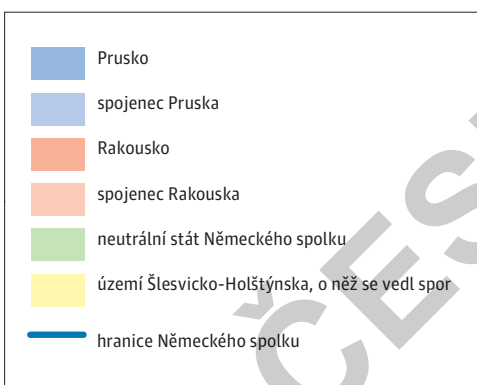 Prusko
spojenec Pruska
Rakousko
spojenec Rakouska
neutrální stát Německého spolku
území Šlesvicko-Holštýnska, o něž se vedl spor
hranice Německého spolku
ČES